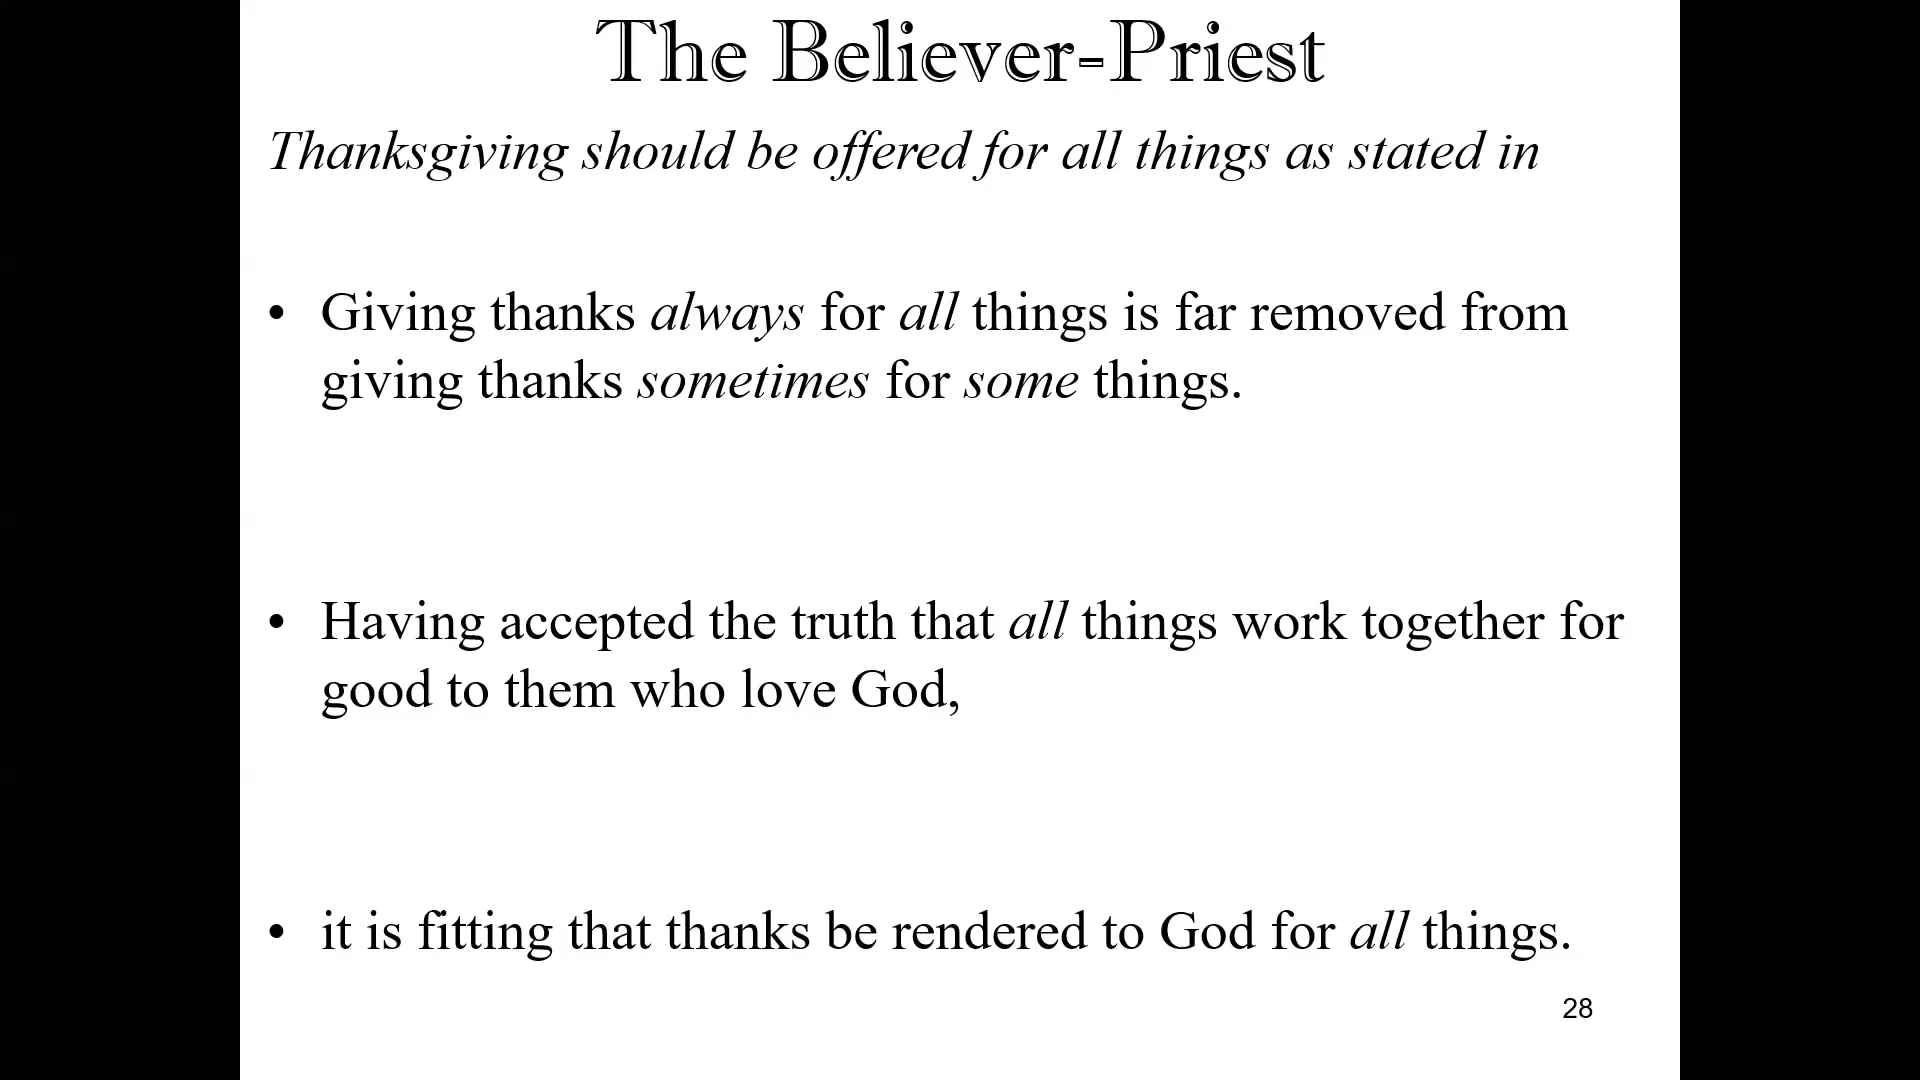 The Believer-Priest
Thanksgiving should be offered for all things as stated in
• Giving thanks always for all things is far removed from
giving thanks sometimes for some things.
• Having accepted the truth that all things work together for
good to them who love God,
• it is fitting that thanks be rendered to God for all things.
28